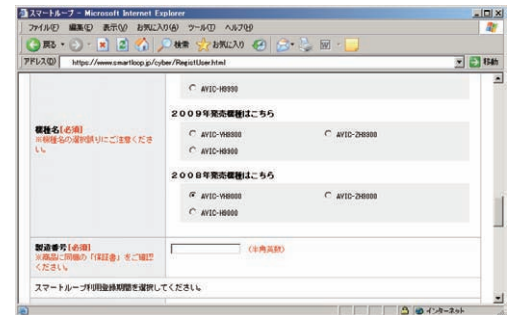 スマートループ - Microsoft Internet Explorer
ファイル(F) 編集(E) 表示(V) お気に入り(A) ツール(T) ヘルプ(H)
戻る 検索 お気に入り
アドレス(D) https://www.smartloop.jp/cyber/RegistUser.html 移動
AVIC-H9990
2009年発売機種はこちら
機種名[必須]
※機種名の選択誤りにご注意ください。
AVIC-VH9900 AVIC-ZH9900
AVIC-H9900
2008年発売機種はこちら
AVIC-VH9000 AVIC-ZH9000
AVIC-H9000
製造番号[必須]
※商品に同梱の「保証書」をご確認ください。
(半角英数)
スマートループ利用登録期間を選択してください。
インターネット